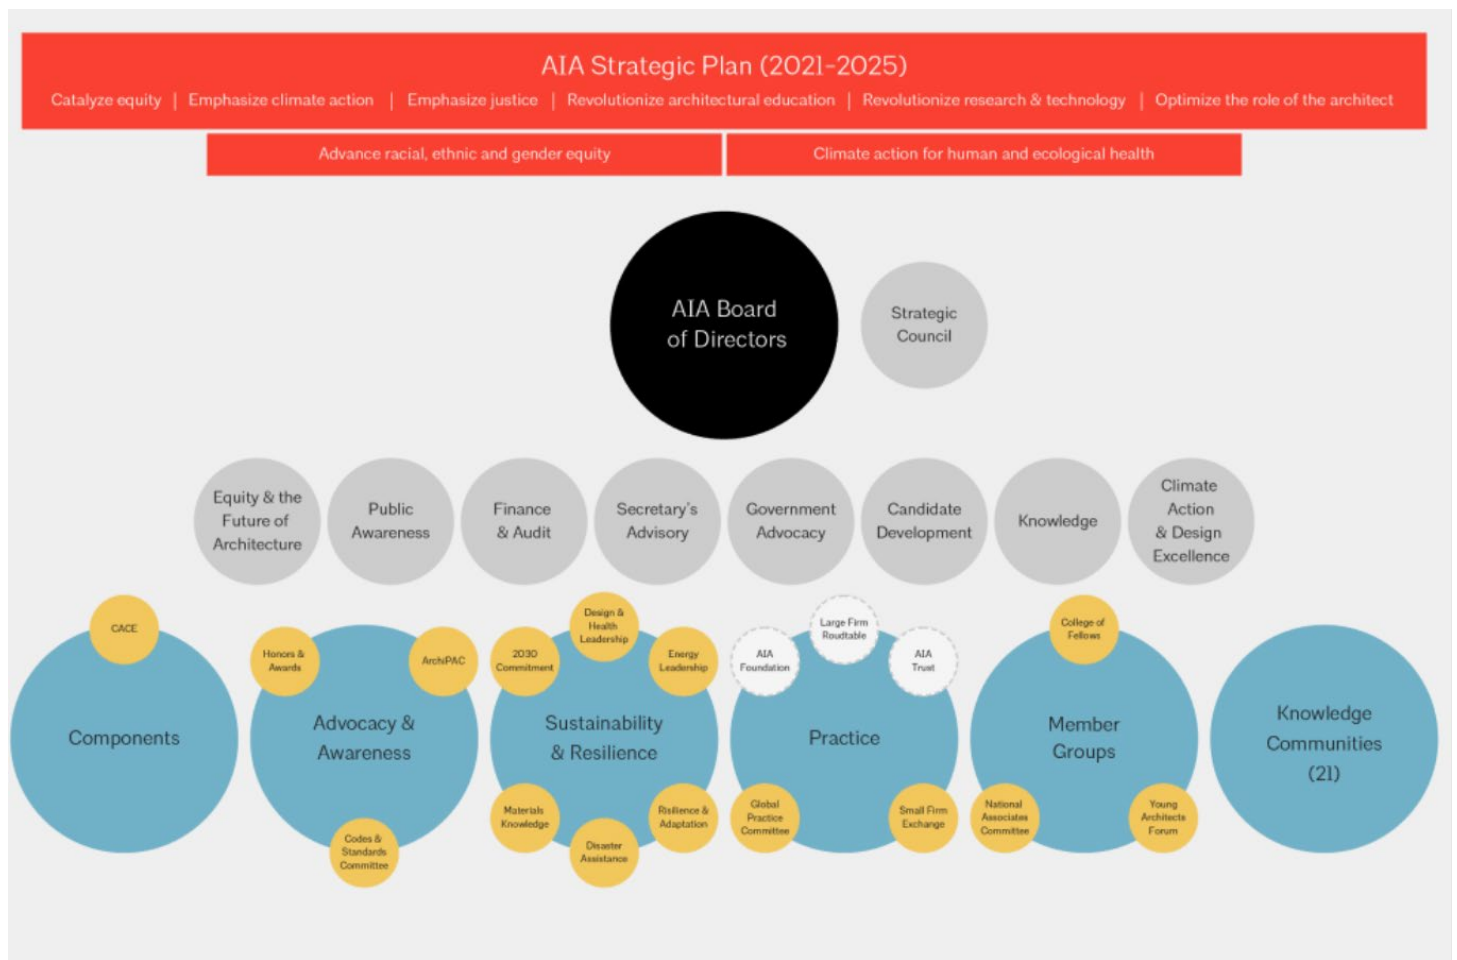 AIA Strategic Plan (2021-2025)
Catalyze equity | Emphasize climate action | Emphasize justice | Revolutionize architectural education | Revolutionize research & technology | Optimize the role of the architect
Advance racial, ethnic and gender equity
Climate action for human and ecological health
AIA Board
of Directors
Strategic
Council
Equity & the
Future of
Architecture
Public
Awareness
Finance
& Audit
Secretary's
Advisory
Government
Advocacy
Candidate
Development
Knowledge
Climate
Action
& Design
Excellence
CACE
Components
Honors &
Awards
ArchiPAC
Advocacy &
Awareness
Codes &
Standards
Committee
2030
Commitment
Design &
Health
Leadership
Energy
Leadership
Sustainability
& Resilience
Materials
Knowledge
Disaster
Assistance
Risilience &
Adaptation
AIA
Foundation
Large Firm
Roudtable
AIA
Trust
Practice
Global
Practice
Committee
Small Firm
Exchange
College of
Fellows
Member
Groups
National
Associates
Committee
Young
Architects
Forum
Knowledge
Communities
(21)